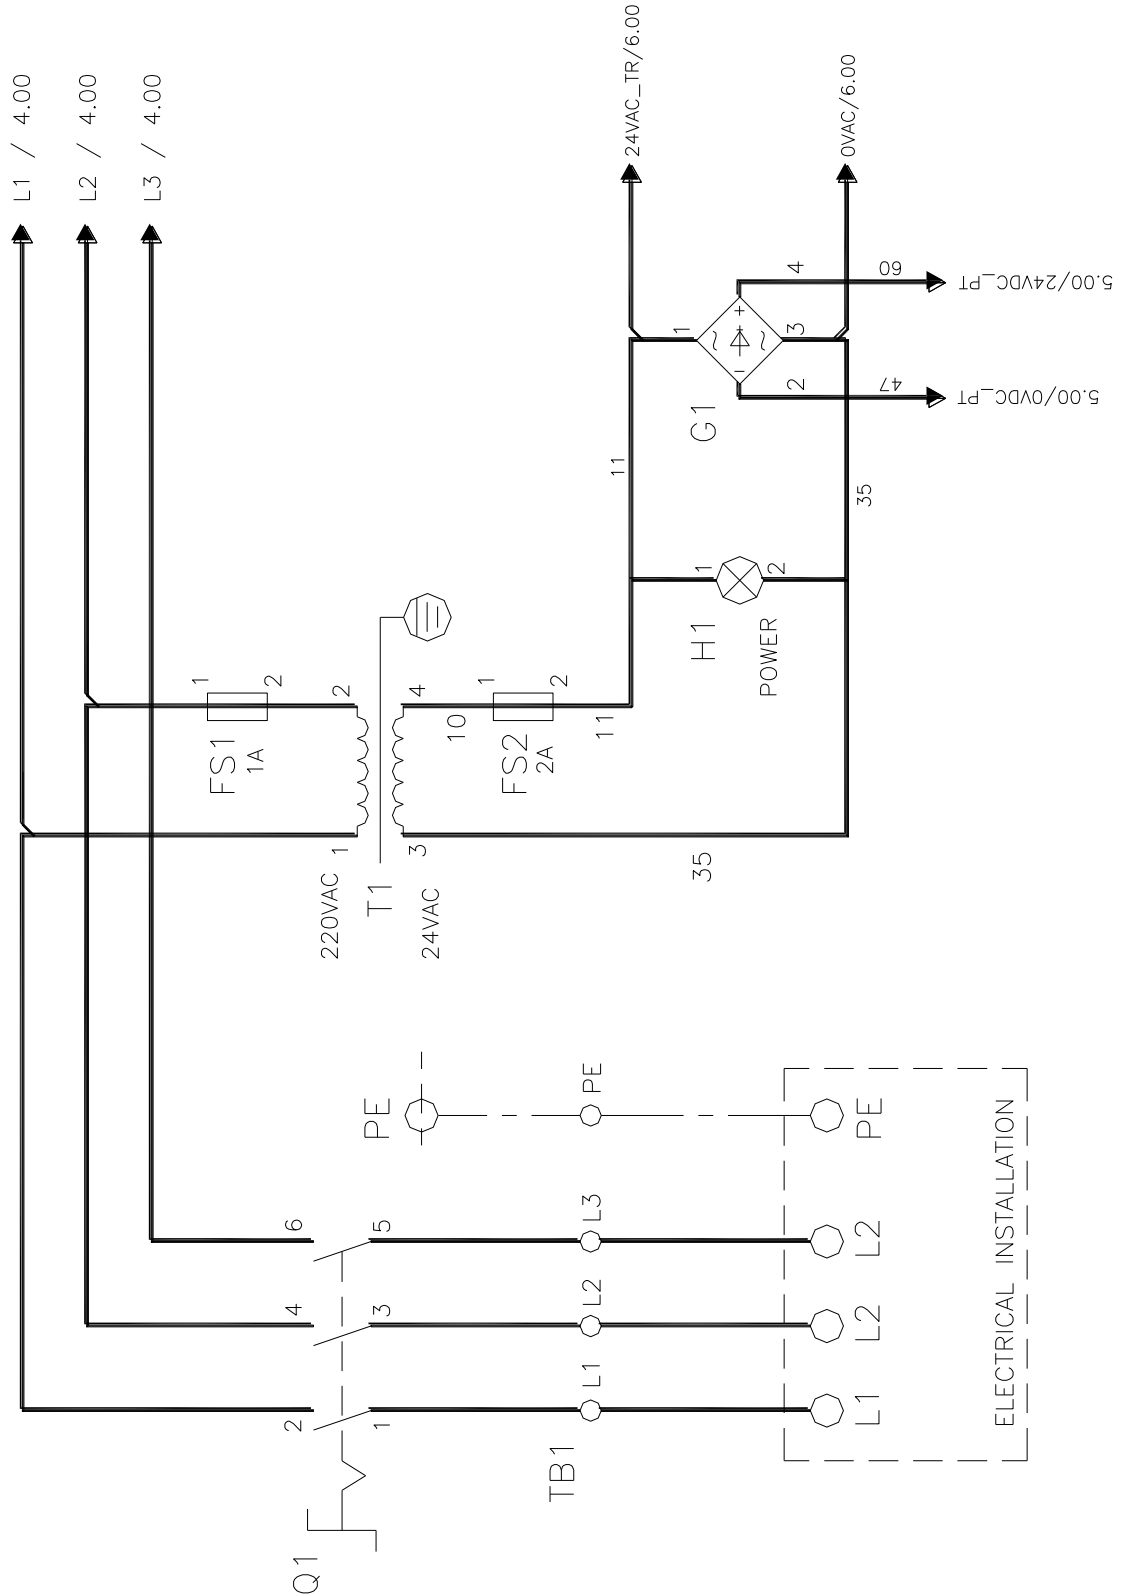 L1 / 4.00
L2 / 4.00
L3 / 4.00
24VAC_TR/6.00
0VAC/6.00
5.00/24VDC_PT
5.00/0VDC_PT
60
47
4
2
1
3
+
−
~
~
G1
11
35
H1
POWER
1
2
FS1
1A
1
2
2
1
220VAC
T1
24VAC
4
3
10
FS2
2A
1
2
11
35
Q1
2
4
6
1
3
5
TB1
L1
L2
L3
PE
PE
L1
L2
L2
PE
ELECTRICAL INSTALLATION